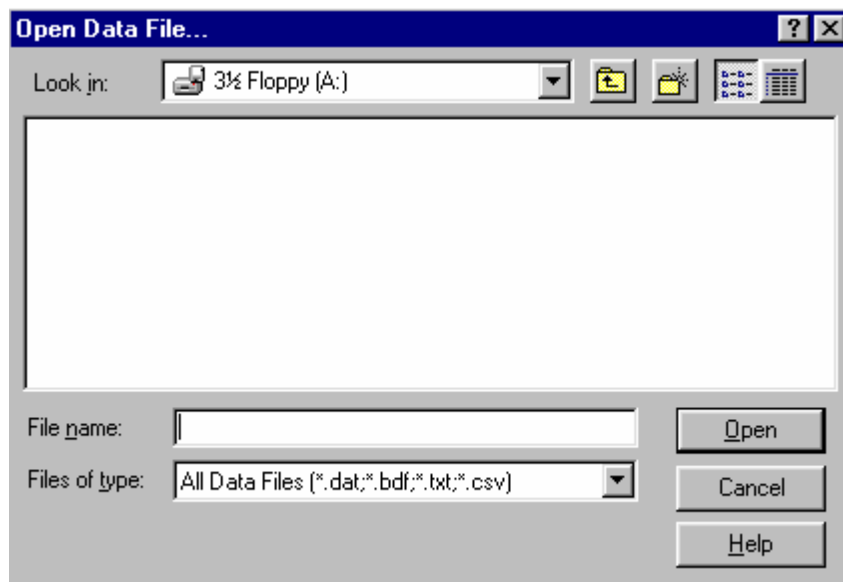 Open Data File...
Look in:
3½ Floppy (A:)
File name:
Open
Files of type:
All Data Files (*.dat;*.bdf;*.txt;*.csv)
Cancel
Help